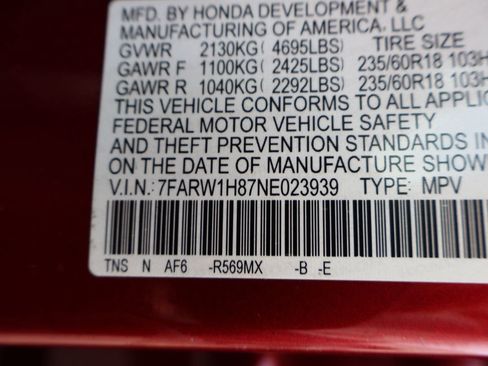 MFD. BY HONDA DEVELOPMENT &
MANUFACTURING OF AMERICA, LLC
GVWR 2130KG( 4695LBS) TIRE SIZE
GAWR F 1100KG( 2425LBS) 235/60R18 103H
GAWR R 1040KG( 2292LBS) 235/60R18 103H
THIS VEHICLE CONFORMS TO ALL APPLIC
FEDERAL MOTOR VEHICLE SAFETY
AND THEFT PREVENTION STANDARDS IN
ON THE DATE OF MANUFACTURE SHOW
V.I.N.: 7FARW1H87NE023939 TYPE: MPV
TNS N AF6 -R569MX -B -E